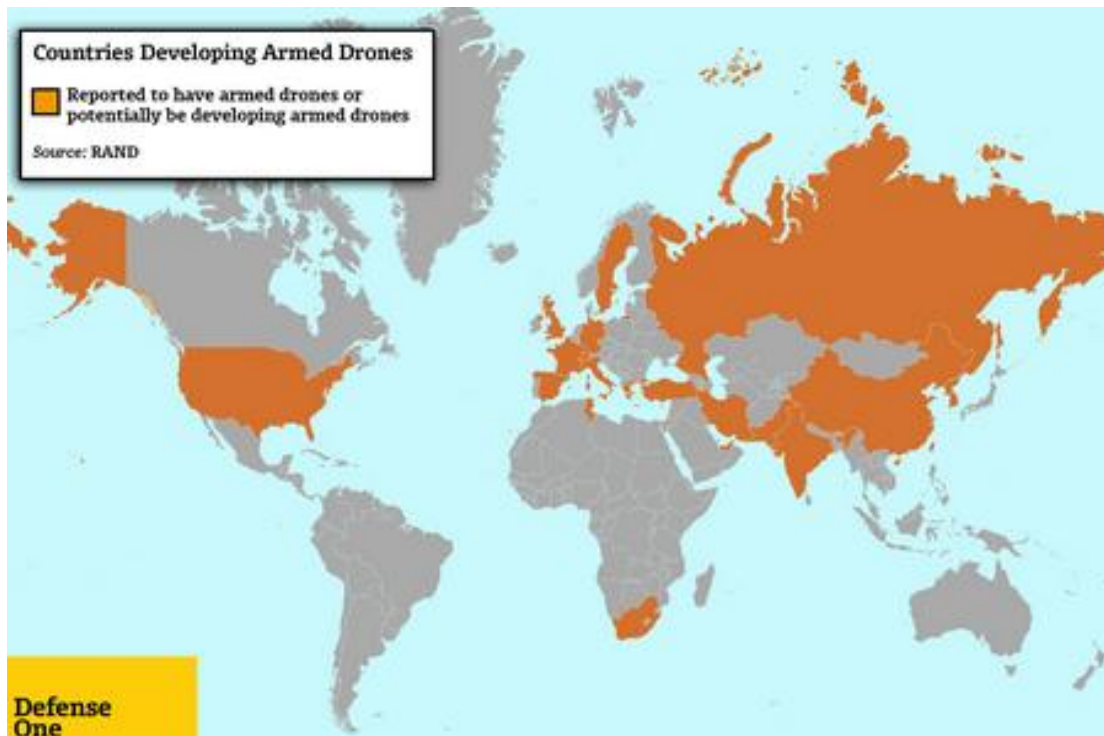 Countries Developing Armed Drones
Reported to have armed drones or
potentially be developing armed drones
Source: RAND
Defense
One